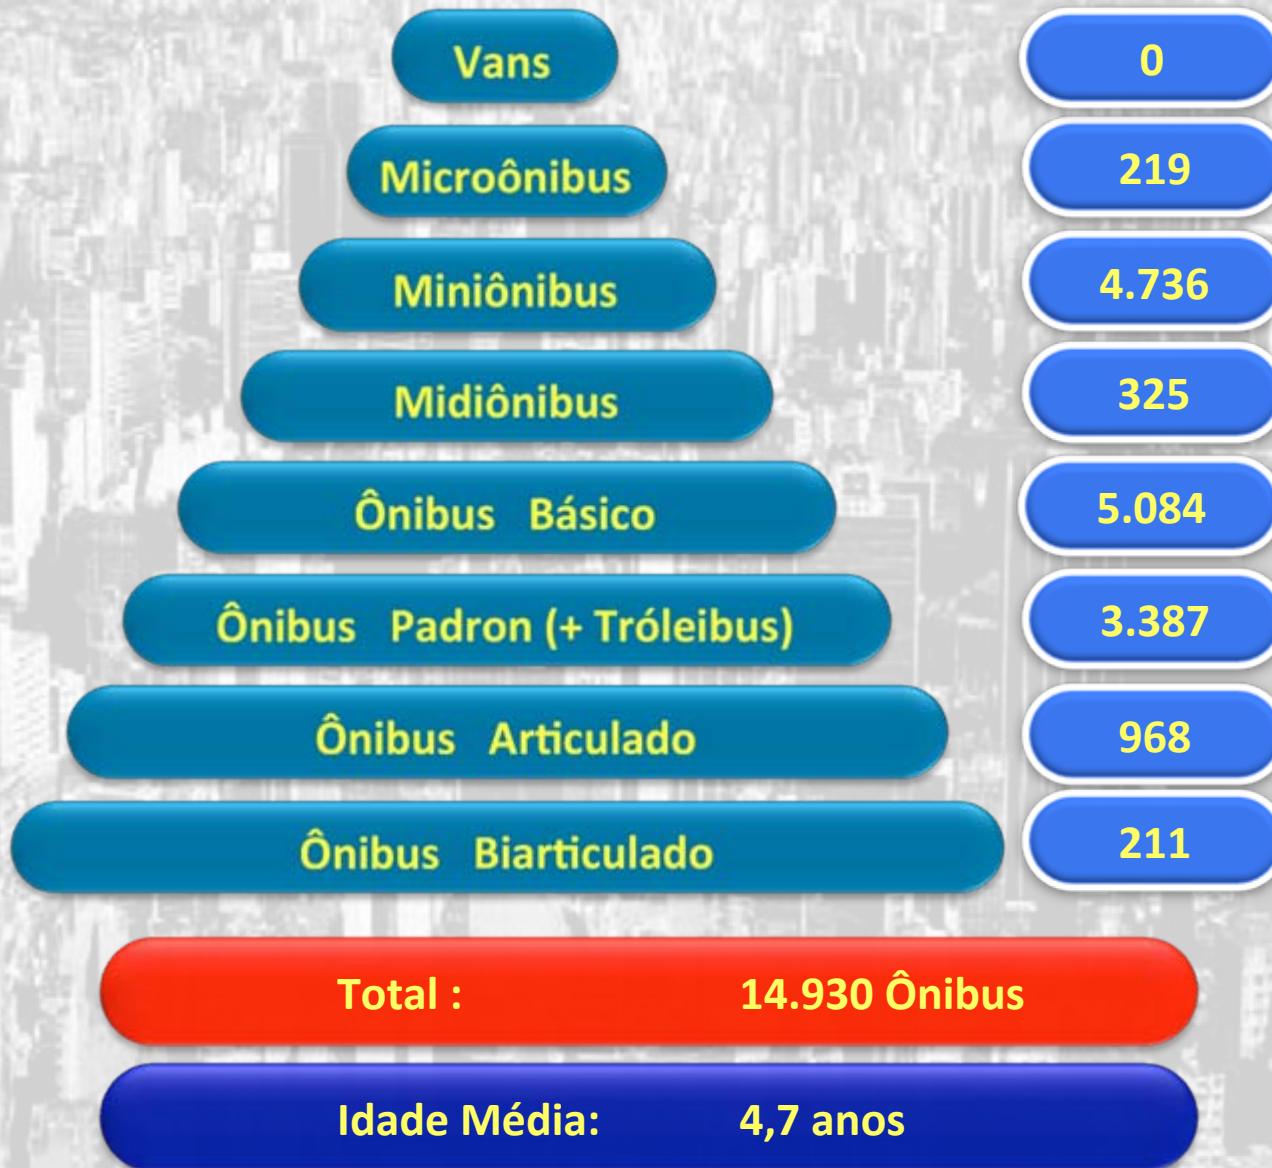 Vans 0
Microônibus 219
Miniônibus 4.736
Midiônibus 325
Ônibus Básico 5.084
Ônibus Padron (+ Tróleibus) 3.387
Ônibus Articulado 968
Ônibus Biarticulado 211
Total : 14.930 Ônibus
Idade Média: 4,7 anos